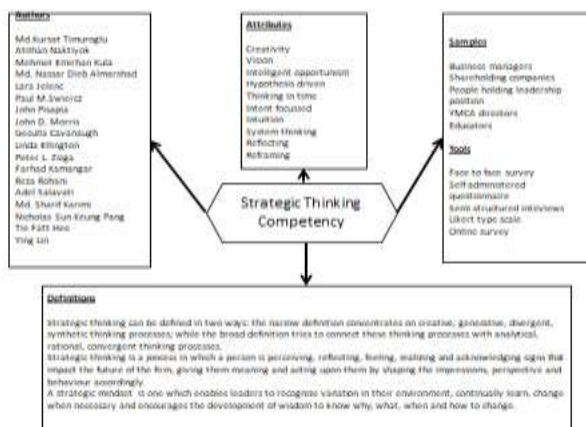 Authors
Md.Kursat Timuroglu
Atilhan Naktiyok
Mehmet Emirhan Kula
Md. Nassar Dieb Almershad
Lara Jelenc
Paul M.Swiercz
John Pisapia
John D. Morris
Geoulla Cavanaugh
Linda Ellington
Peter L. Zsiga
Farhad Kamangar
Reza Rohani
Adel Salavati
Md. Sharif Karimi
Nicholas Sun-Keung Pang
Tie Fatt Hee
Ying Lin
Attributes
Creativity
Vision
Intelligent opportunism
Hypothesis driven
Thinking in time
Intent focussed
Intuition
System thinking
Reflecting
Reframing
Samples
Business managers
Shareholding companies
People holding leadership
position
YMCA directors
Educators
Tools
Face to face survey
Self administered
questionnaire
Semi structured interviews
Likert type scale
Online survey
Strategic Thinking
Competency
Definitions
Strategic thinking can be defined in two ways: the narrow definition concentrates on creative, generative, divergent,
synthetic thinking processes; while the broad definition tries to connect these thinking processes with analytical,
rational, convergent thinking processes.
Strategic thinking is a process in which a person is perceiving, reflecting, feeling, realizing and acknowledging signs that
impact the future of the firm, giving them meaning and acting upon them by shaping the impressions, perspective and
behaviour accordingly.
A strategic mindset is one which enables leaders to recognize variation in their environment, continually learn, change
when necessary and encourages the development of wisdom to know why, what, when and how to change.